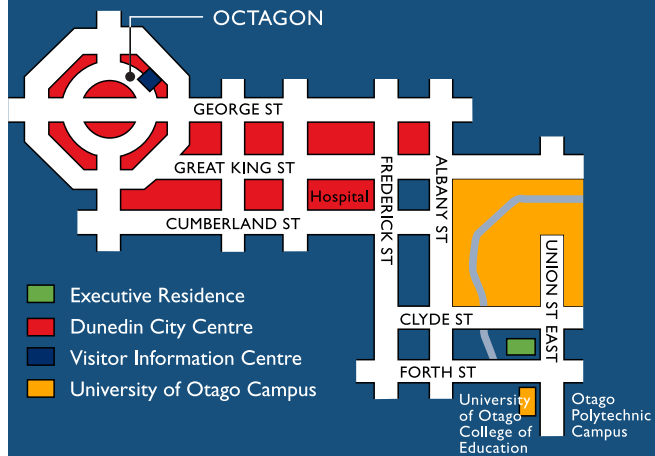 OCTAGON
GEORGE ST
GREAT KING ST
FREDERICK ST
ALBANY ST
Hospital
CUMBERLAND ST
UNION ST EAST
Executive Residence
Dunedin City Centre
Visitor Information Centre
University of Otago Campus
CLYDE ST
FORTH ST
University
of Otago
College of
Education
Otago
Polytechnic
Campus